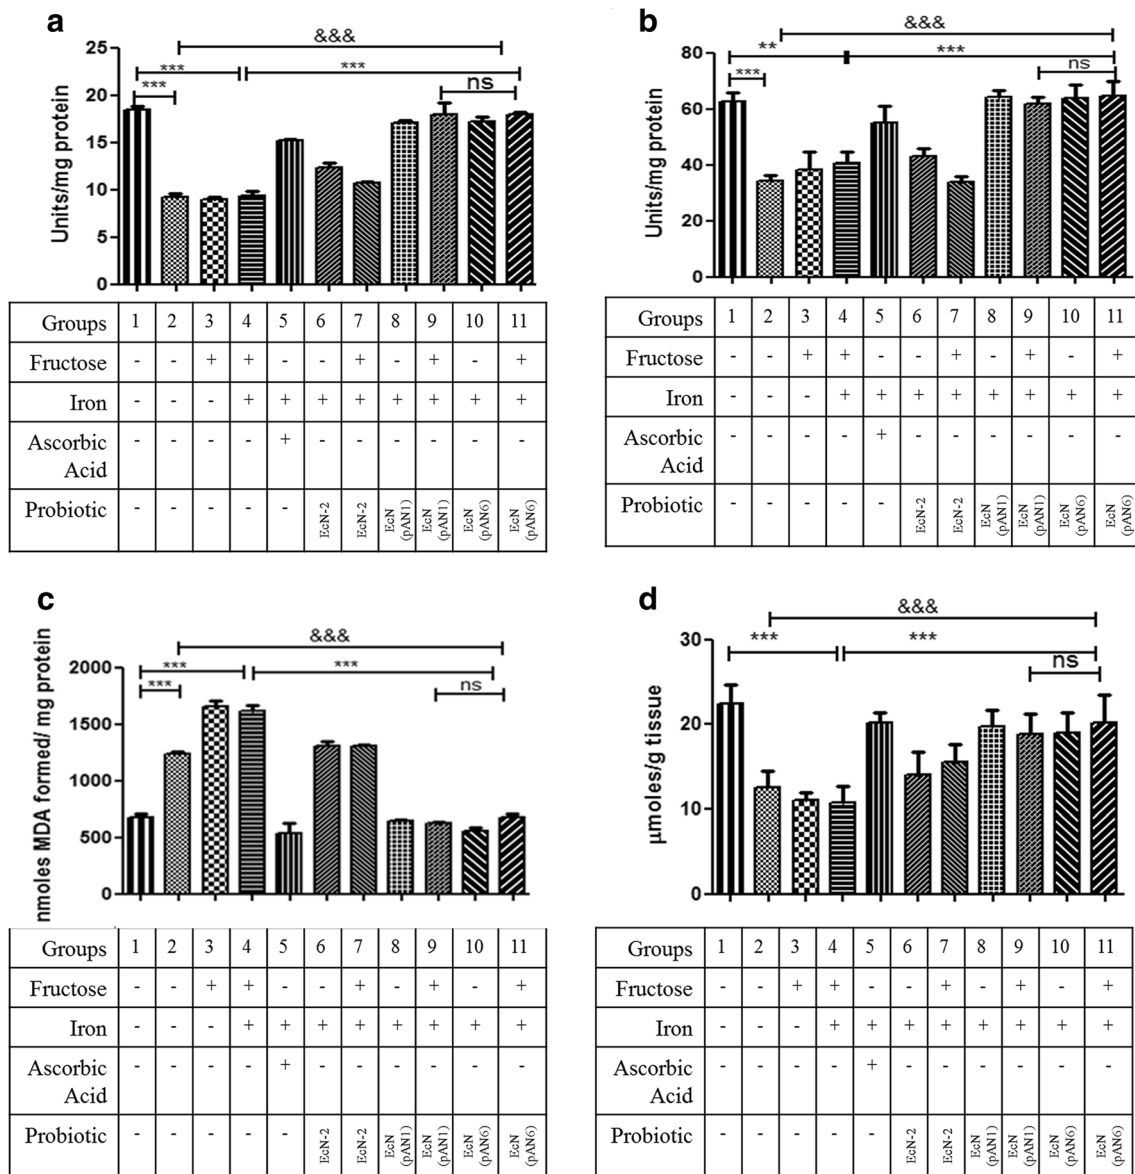 a
&&&
***
***
***
ns
Units/mg protein
25
20
15
10
5
0
Groups 1 2 3 4 5 6 7 8 9 10 11
Fructose - - + + - - + - + - +
Iron - - - + + + + + + + +
Ascorbic - - - - + - - - - - -
Acid
Probiotic - - - - - EcN-2 EcN-2 EcN (pAN1) EcN (pAN1) EcN (pAN6) EcN (pAN6)
b
&&&
**
***
***
ns
Units/mg protein
80
60
40
20
0
Groups 1 2 3 4 5 6 7 8 9 10 11
Fructose - - + + - - + - + - +
Iron - - - + + + + + + + +
Ascorbic - - - - + - - - - - -
Acid
Probiotic - - - - - EcN-2 EcN-2 EcN (pAN1) EcN (pAN1) EcN (pAN6) EcN (pAN6)
c
&&&
***
***
***
ns
nmoles MDA formed/ mg protein
2000
1500
1000
500
0
Groups 1 2 3 4 5 6 7 8 9 10 11
Fructose - - + + - - + - + - +
Iron - - - + + + + + + + +
Ascorbic - - - - + - - - - - -
Acid
Probiotic - - - - - EcN-2 EcN-2 EcN (pAN1) EcN (pAN1) EcN (pAN6) EcN (pAN6)
d
&&&
***
***
ns
μmoles/g tissue
30
20
10
0
Groups 1 2 3 4 5 6 7 8 9 10 11
Fructose - - + + - - + - + - +
Iron - - - + + + + + + + +
Ascorbic - - - - + - - - - - -
Acid
Probiotic - - - - - EcN-2 EcN-2 EcN (pAN1) EcN (pAN1) EcN (pAN6) EcN (pAN6)